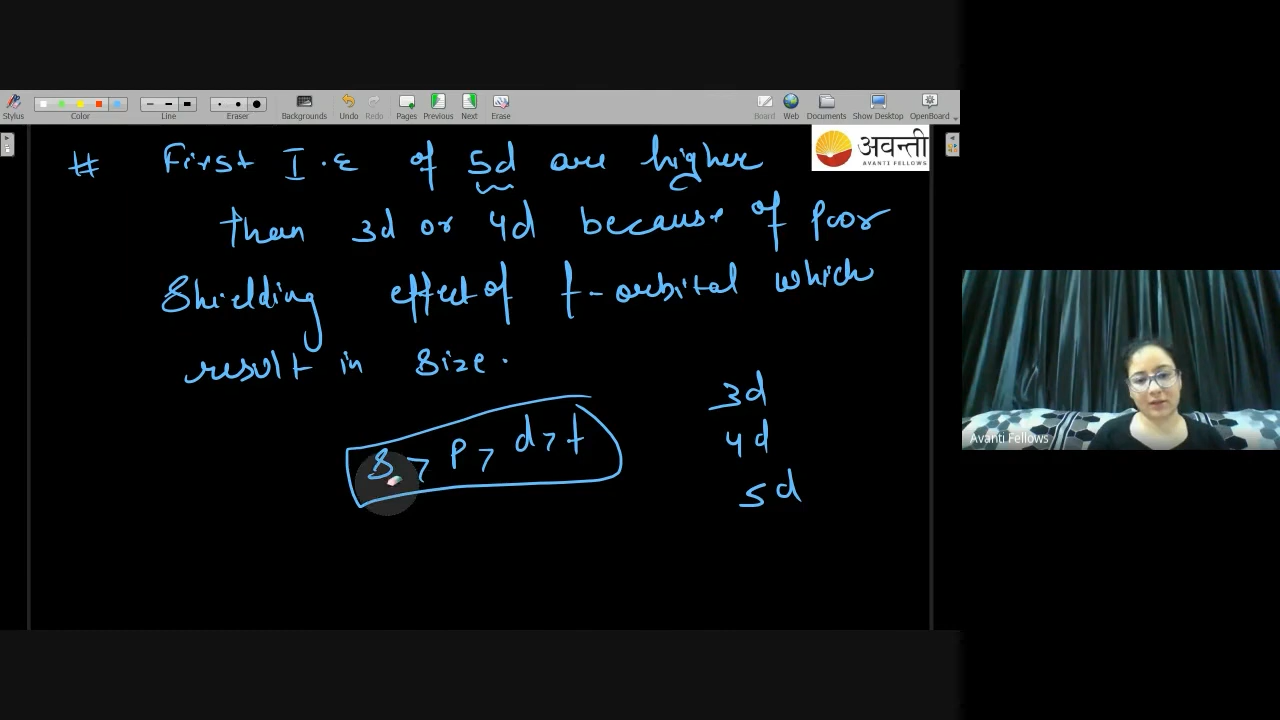 Stylus
Color
Line
Eraser
Backgrounds
Undo
Redo
Pages
Previous
Next
Erase
Board
Web
Documents
Show Desktop
OpenBoard
अवन्ती
AVANTI FELLOWS
# First I.E of 5d are higher
than 3d or 4d because of poor
Shielding effect of f-orbital which
result in size.
s > p > d > f
3d
4d
5d
Avanti Fellows